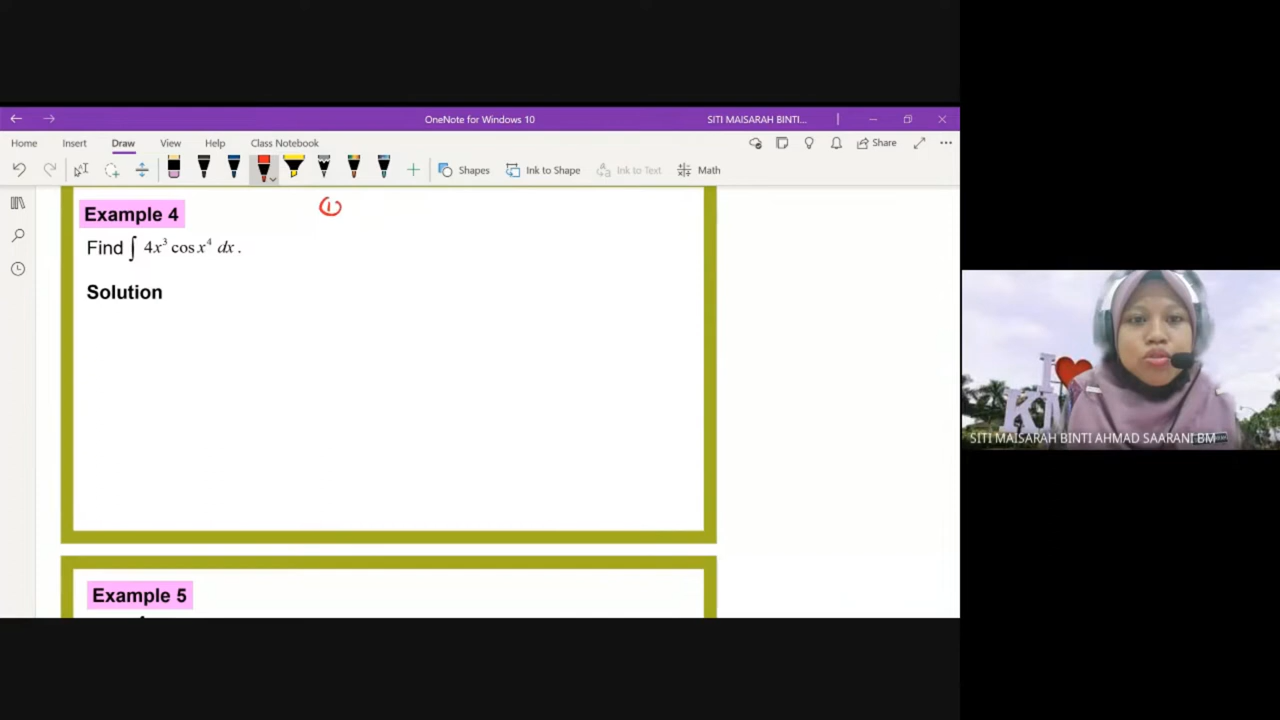 OneNote for Windows 10
SITI MAISARAH BINTI...
Home Insert Draw View Help Class Notebook
Share
Shapes
Ink to Shape
Ink to Text
Math
Example 4
①
Find ∫ 4x³ cos x⁴ dx .
Solution
Example 5
I
KM
SITI MAISARAH BINTI AHMAD SAARANI BM